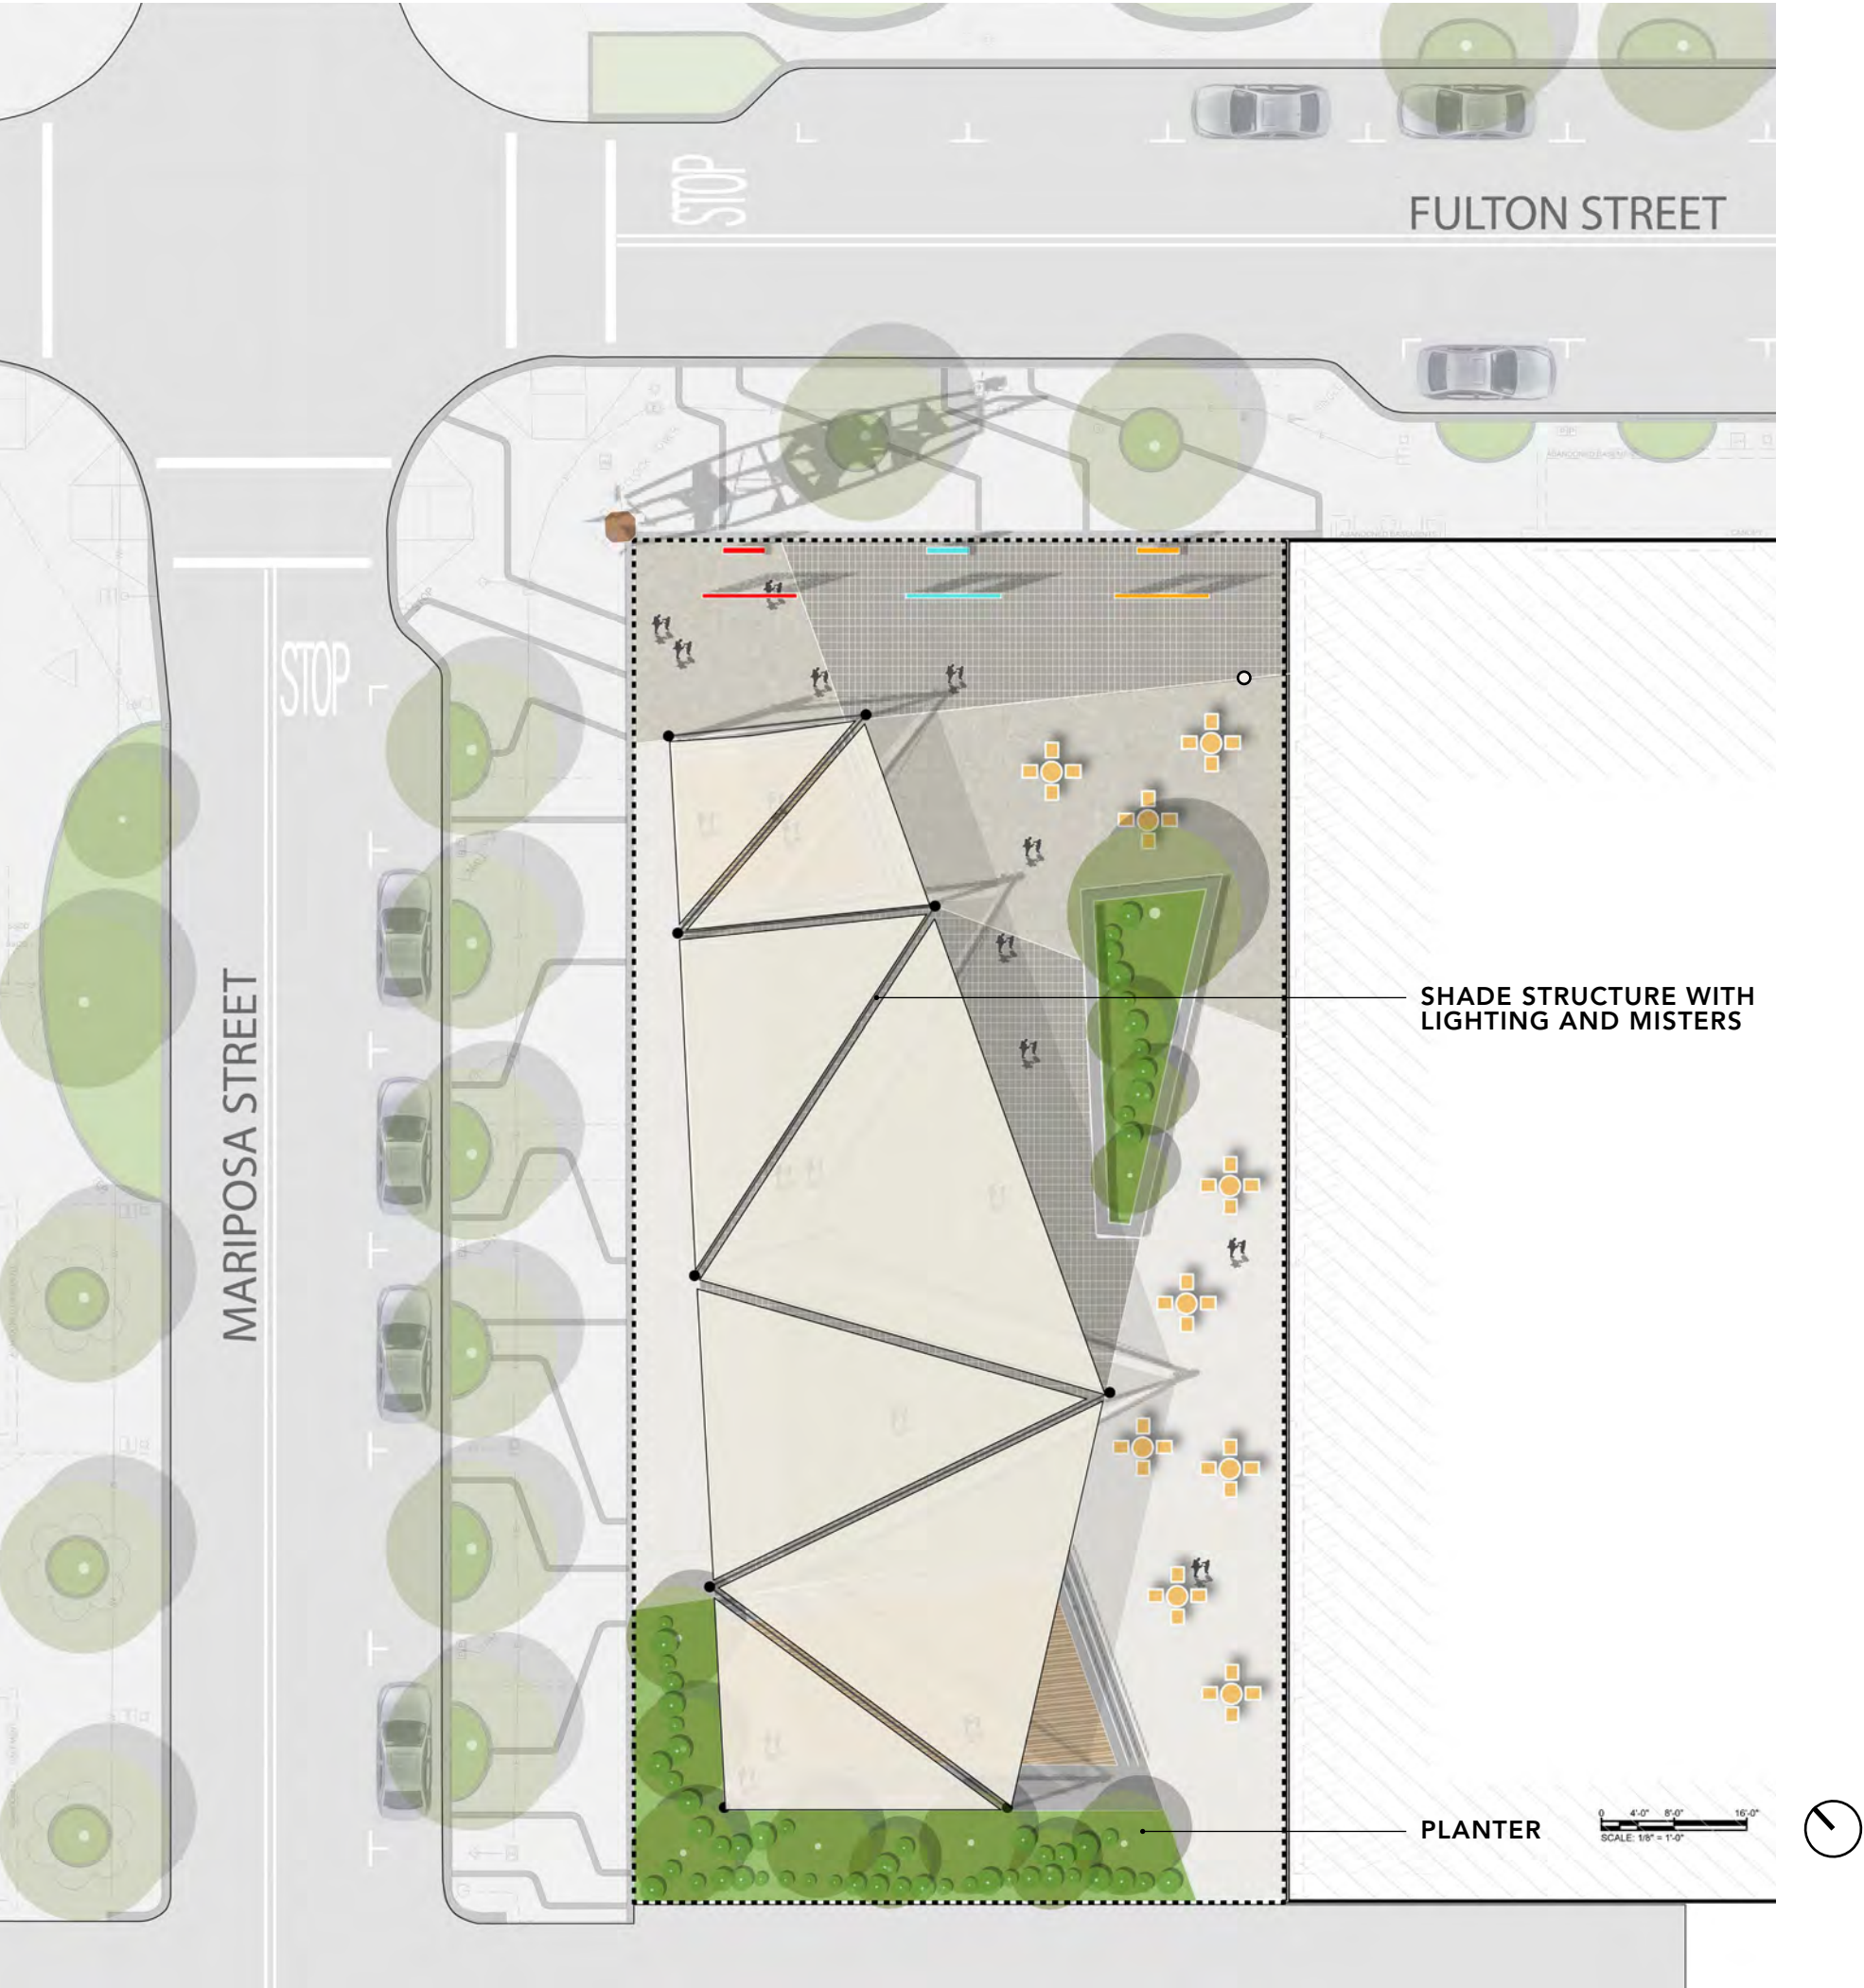 STOP
FULTON STREET
STOP
MARIPOSA STREET
SHADE STRUCTURE WITH
LIGHTING AND MISTERS
PLANTER
0 4'-0" 8'-0" 16'-0"
SCALE: 1/8" = 1'-0"